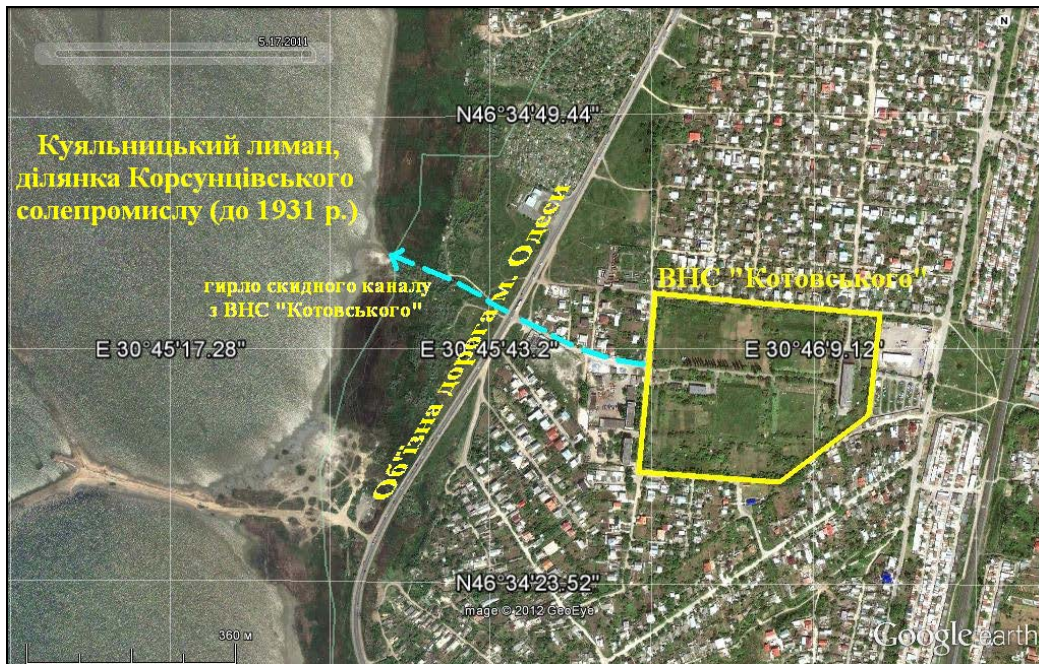 5.17.2011
N
N46°34'49.44"
Куяльницький лиман,
ділянка Корсунцівського
солепромислу (до 1931 р.)
Об'їзна дорога м. Одеси
ВНС "Котовського"
гирло скидного каналу
з ВНС "Котовського"
E 30°45'17.28"
E 30°45'43.2"
E 30°46'9.12"
N46°34'23.52"
Image © 2012 GeoEye
360 м
Google earth